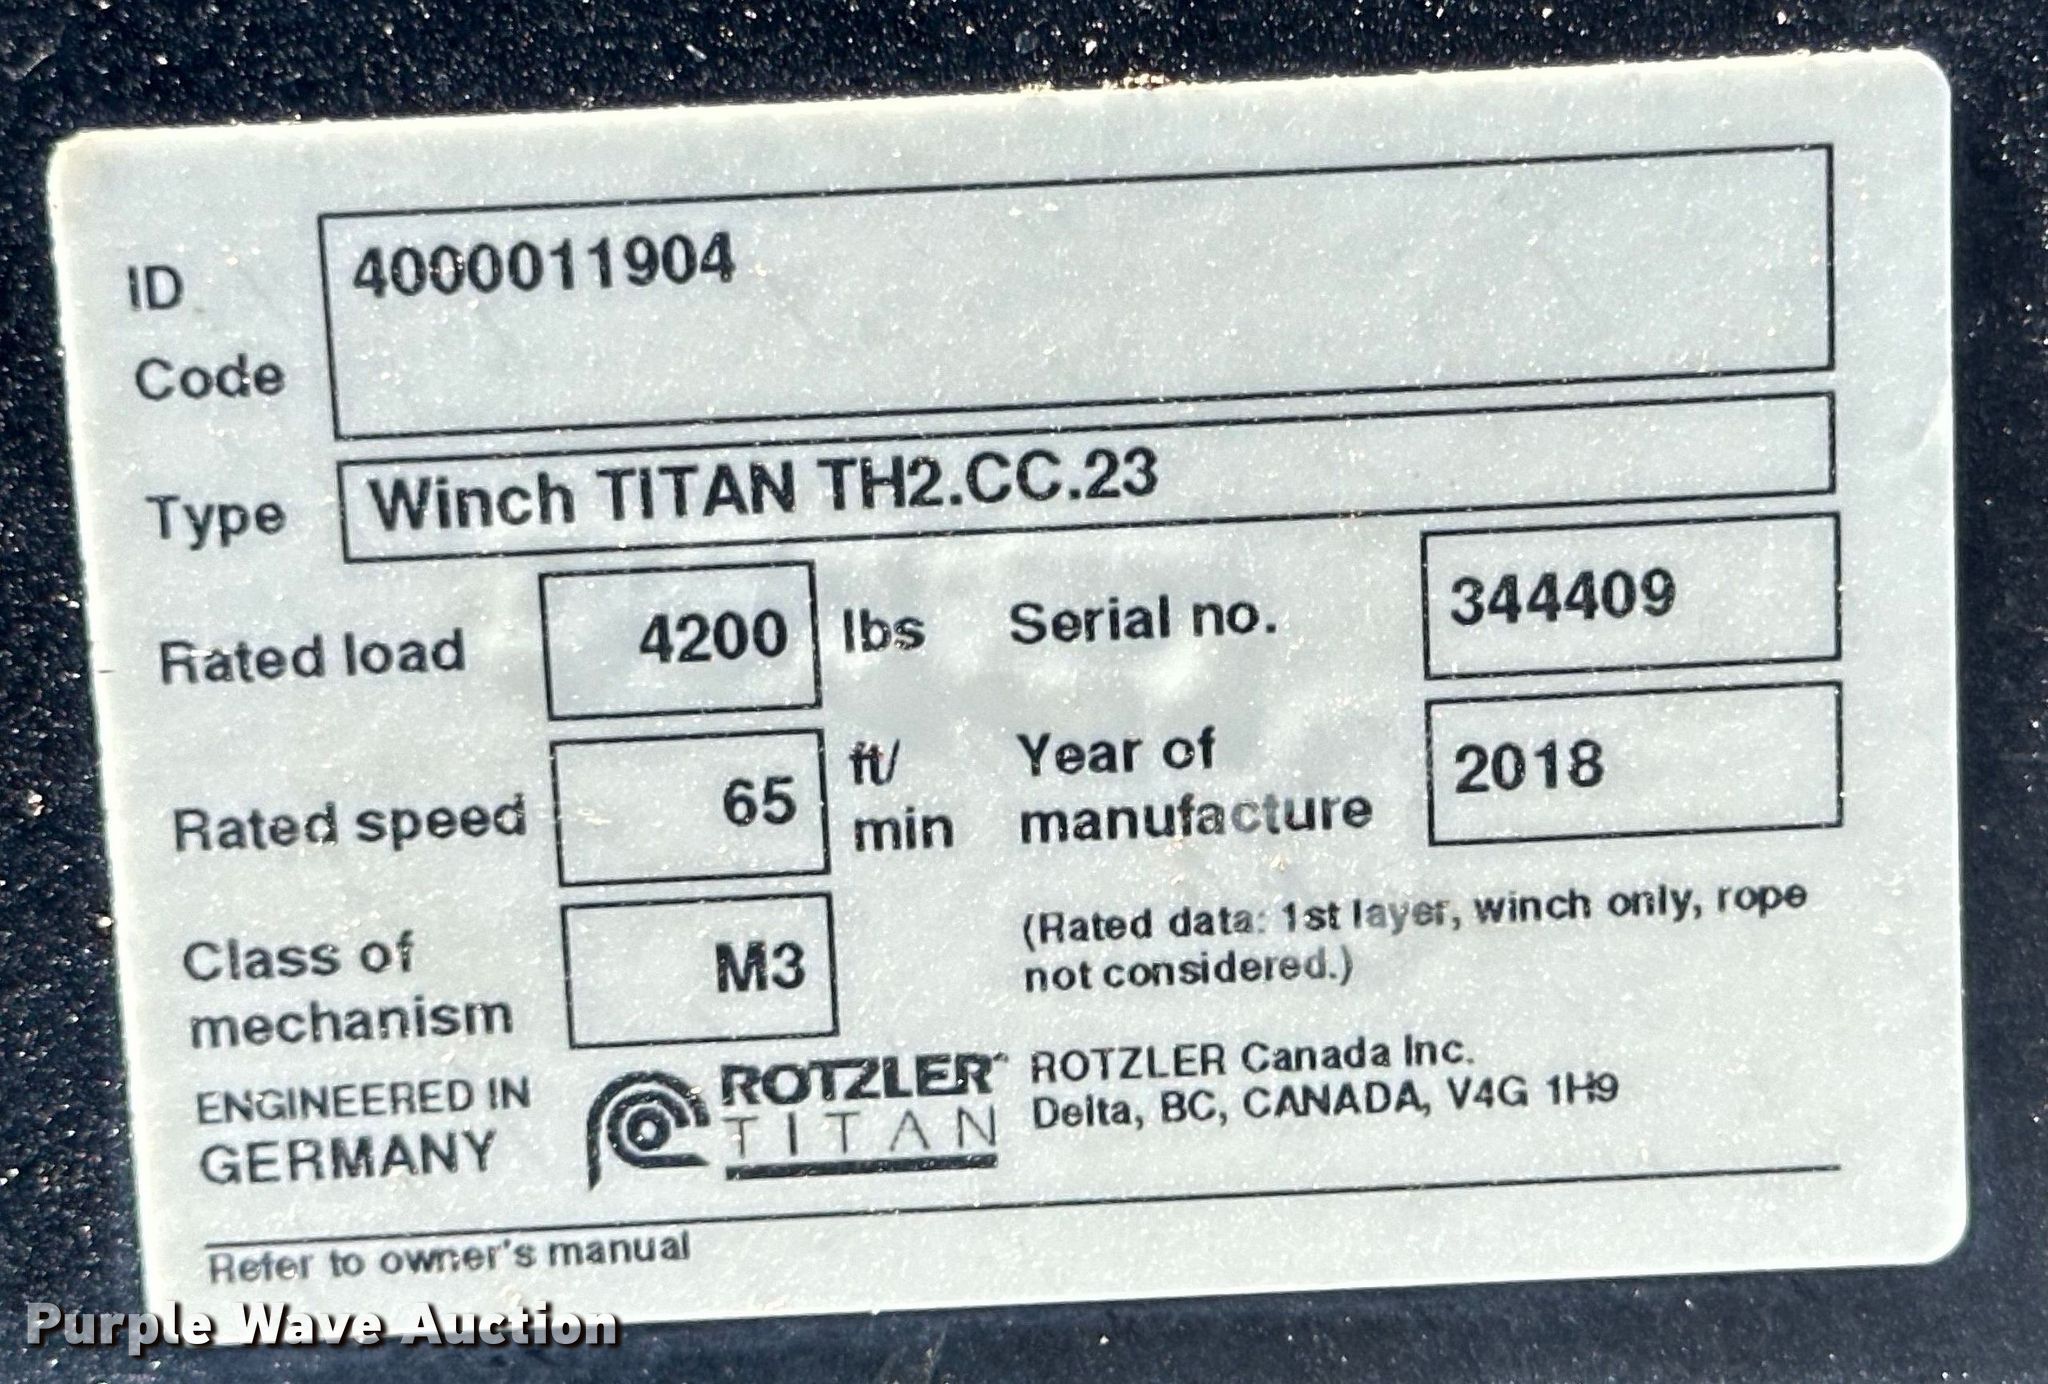 ID
Code
4000011904
Type
Winch TITAN TH2.CC.23
Rated load
4200
lbs
Serial no.
344409
Rated speed
65
ft/
min
Year of
manufacture
2018
Class of
mechanism
M3
(Rated data: 1st layer, winch only, rope
not considered.)
ENGINEERED IN
GERMANY
ROTZLER
TITAN
ROTZLER Canada Inc.
Delta, BC, CANADA, V4G 1H9
Refer to owner's manual
Purple Wave Auction